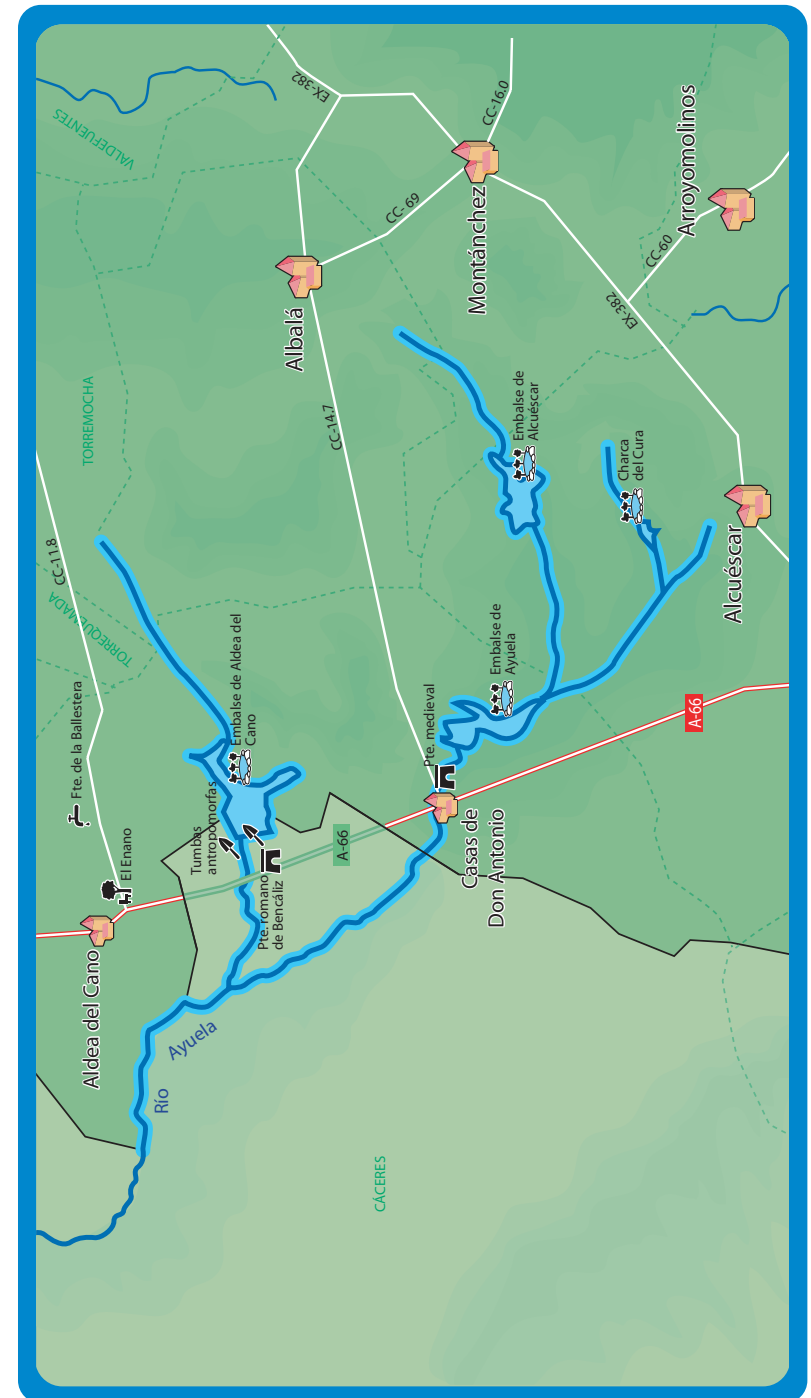 VALDEFUENTES
EX-382
CC-16.0
Arroyomolinos
CC- 69
Montánchez
CC-60
EX-382
Albalá
TORREMOCHA
CC-14.7
Embalse de
Alcuéscar
Charca
del Cura
CC-11.8
TORREQUEMADA
Alcuéscar
Embalse de Aldea del
Cano
Embalse de
Ayuela
A-66
Fte. de la Ballestera
Pte. medieval
Tumbas
antropomorfas
El Enano
A-66
Casas de
Don Antonio
Pte. romano
de Bencáliz
Aldea del Cano
Río
Ayuela
CÁCERES